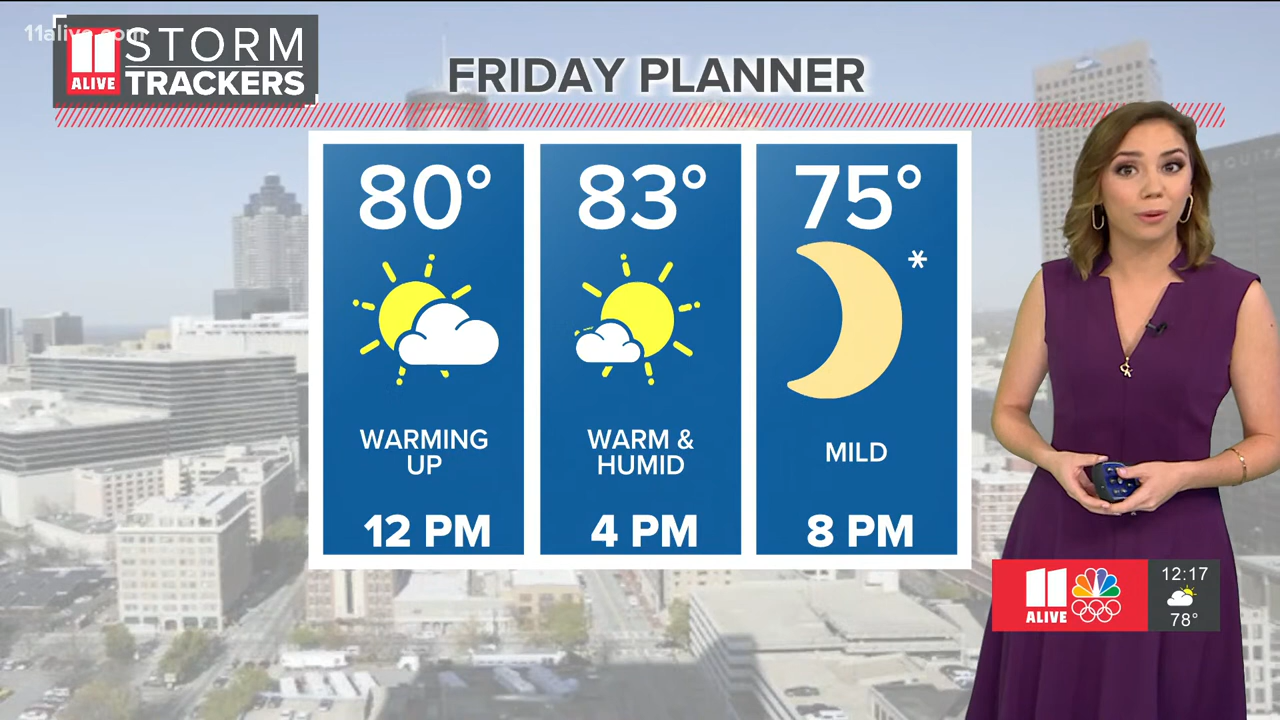 11alive.com
11
ALIVE
STORM
TRACKERS
FRIDAY PLANNER
80°
83°
75°
*
WARMING
UP
WARM &
HUMID
MILD
12 PM
4 PM
8 PM
11
ALIVE
12:17
78°